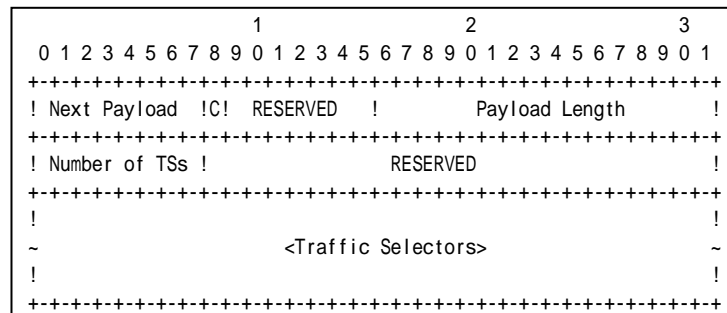 1                   2                   3
 0 1 2 3 4 5 6 7 8 9 0 1 2 3 4 5 6 7 8 9 0 1 2 3 4 5 6 7 8 9 0 1
+-+-+-+-+-+-+-+-+-+-+-+-+-+-+-+-+-+-+-+-+-+-+-+-+-+-+-+-+-+-+-+-+
! Next Payload !C! RESERVED ! Payload Length !
+-+-+-+-+-+-+-+-+-+-+-+-+-+-+-+-+-+-+-+-+-+-+-+-+-+-+-+-+-+-+-+-+
! Number of TSs ! RESERVED !
+-+-+-+-+-+-+-+-+-+-+-+-+-+-+-+-+-+-+-+-+-+-+-+-+-+-+-+-+-+-+-+-+
! !
~ <Traffic Selectors> ~
! !
+-+-+-+-+-+-+-+-+-+-+-+-+-+-+-+-+-+-+-+-+-+-+-+-+-+-+-+-+-+-+-+-+